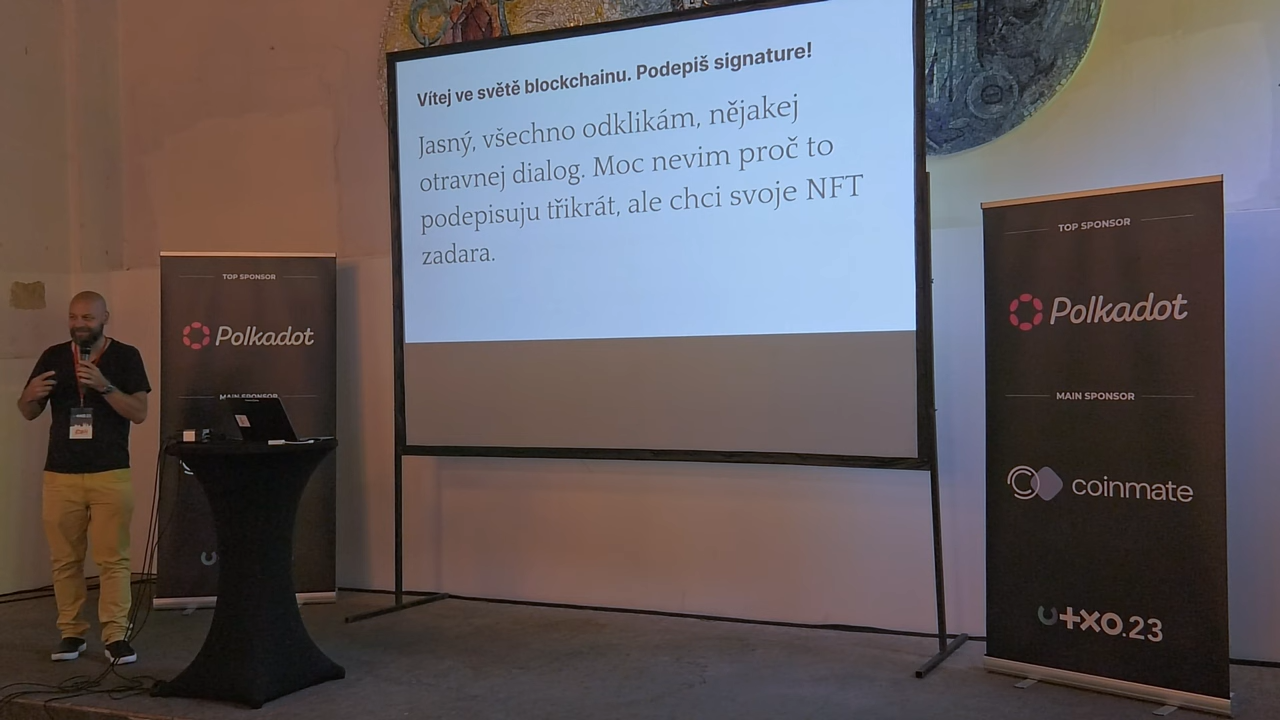 Vítej ve světě blockchainu. Podepiš signature!
Jasný, všechno odklikám, nějakej
otravnej dialog. Moc nevim proč to
podepisuju třikrát, ale chci svoje NFT
zadara.
TOP SPONSOR
Polkadot
MAIN SPONSOR
TOP SPONSOR
Polkadot
MAIN SPONSOR
coinmate
utxo.23